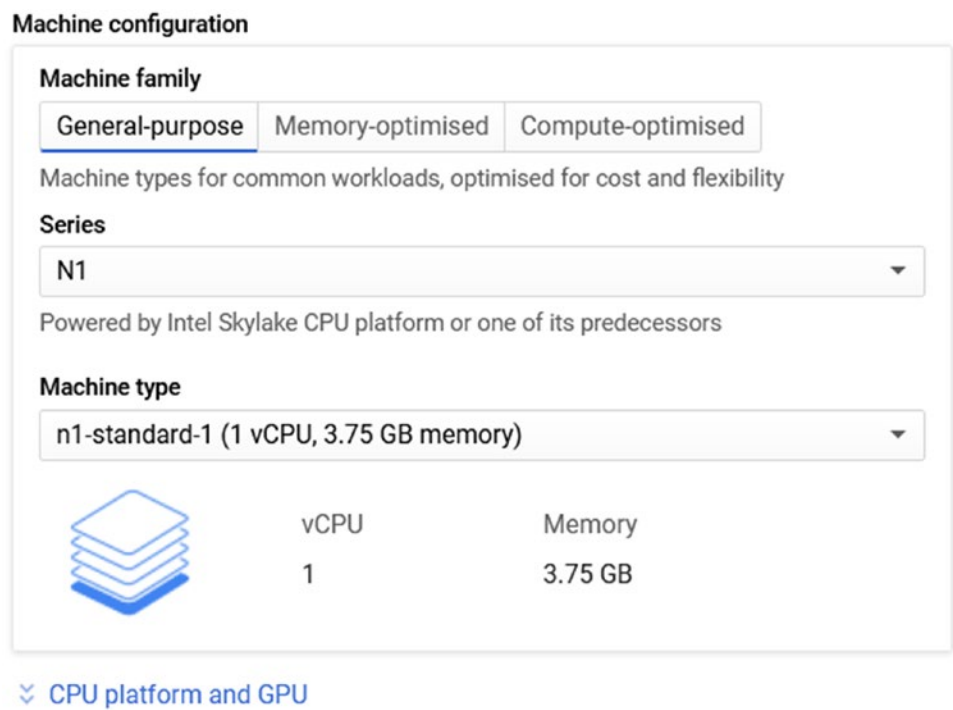 Machine configuration
Machine family
General-purpose Memory-optimised Compute-optimised
Machine types for common workloads, optimised for cost and flexibility
Series
N1
Powered by Intel Skylake CPU platform or one of its predecessors
Machine type
n1-standard-1 (1 vCPU, 3.75 GB memory)
vCPU Memory
1 3.75 GB
CPU platform and GPU